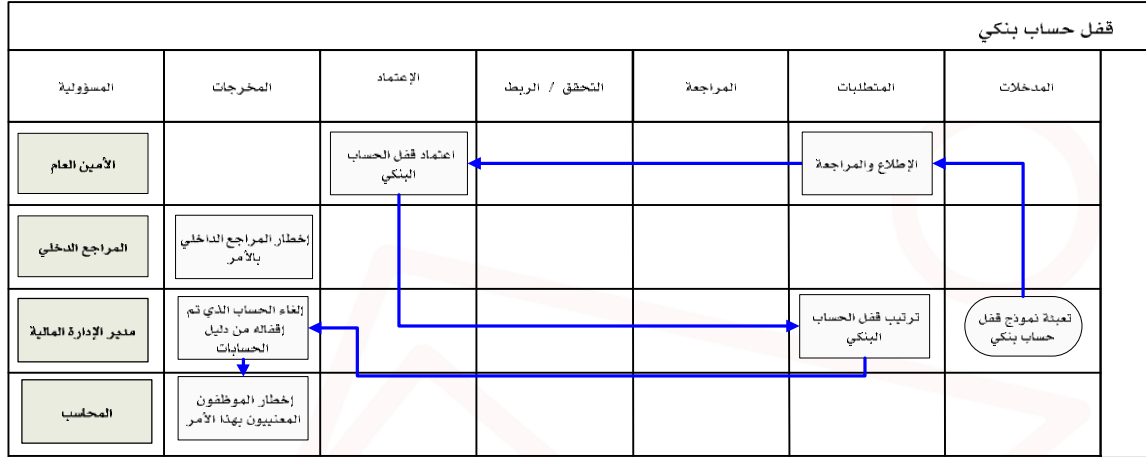 قفل حساب بنكي
المدخلات
المتطلبات
المراجعة
التحقق / الربط
الإعتماد
المخرجات
المسؤولية
الإطلاع والمراجعة
اعتماد قفل الحساب
البنكي
الأمين العام
إخطار المراجع الداخلي
بالأمر
المراجع الدخلي
تعبئة نموذج قفل
حساب بنكي
ترتيب قفل الحساب
البنكي
إلغاء الحساب الذي تم
إقفاله من دليل
الحسابات
مدير الإدارة المالية
إخطار الموظفون
المعنييون بهذا الأمر
المحاسب